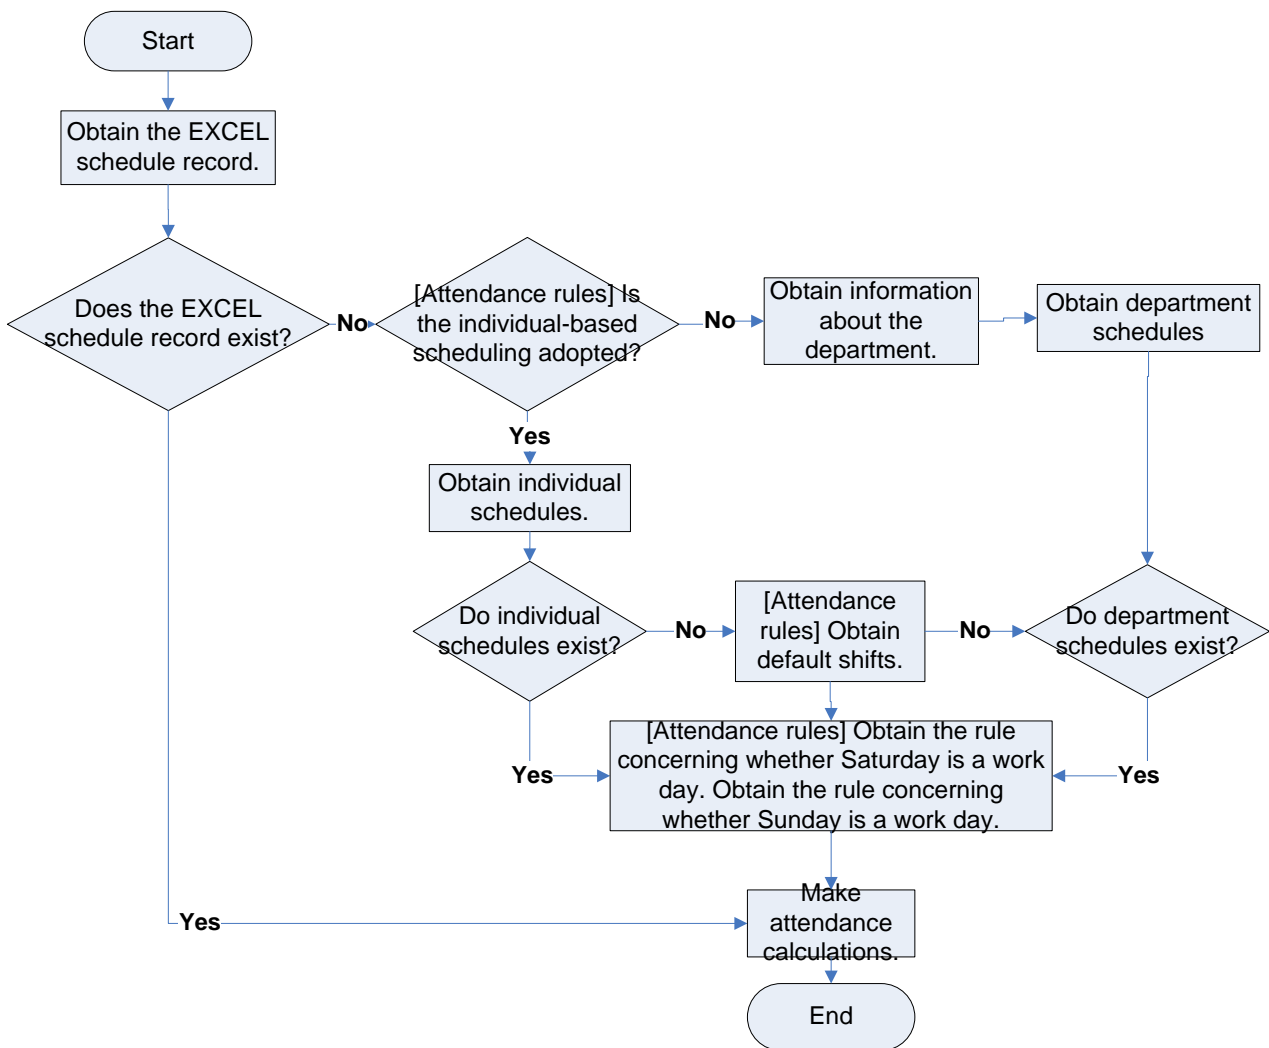 Start
Obtain the EXCEL
schedule record.
Does the EXCEL
schedule record exist?
No
[Attendance rules] Is
the individual-based
scheduling adopted?
No
Obtain information
about the
department.
Obtain department
schedules
Yes
Obtain individual
schedules.
Do individual
schedules exist?
No
[Attendance
rules] Obtain
default shifts.
No
Do department
schedules exist?
Yes
[Attendance rules] Obtain the rule
concerning whether Saturday is a work
day. Obtain the rule concerning
whether Sunday is a work day.
Yes
Yes
Make
attendance
calculations.
End